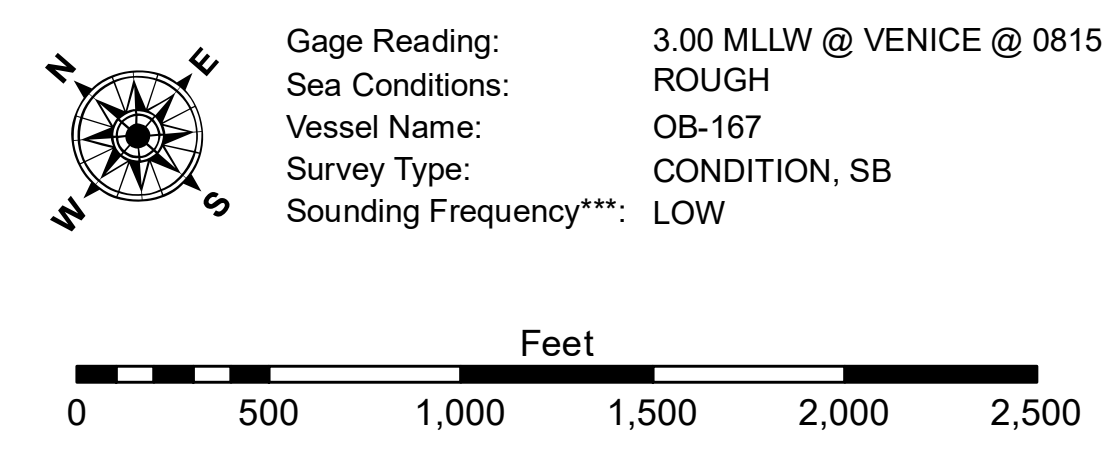 N
E
W
S
Gage Reading: 3.00 MLLW @ VENICE @ 0815
Sea Conditions: ROUGH
Vessel Name: OB-167
Survey Type: CONDITION, SB
Sounding Frequency***: LOW
Feet
0 500 1,000 1,500 2,000 2,500